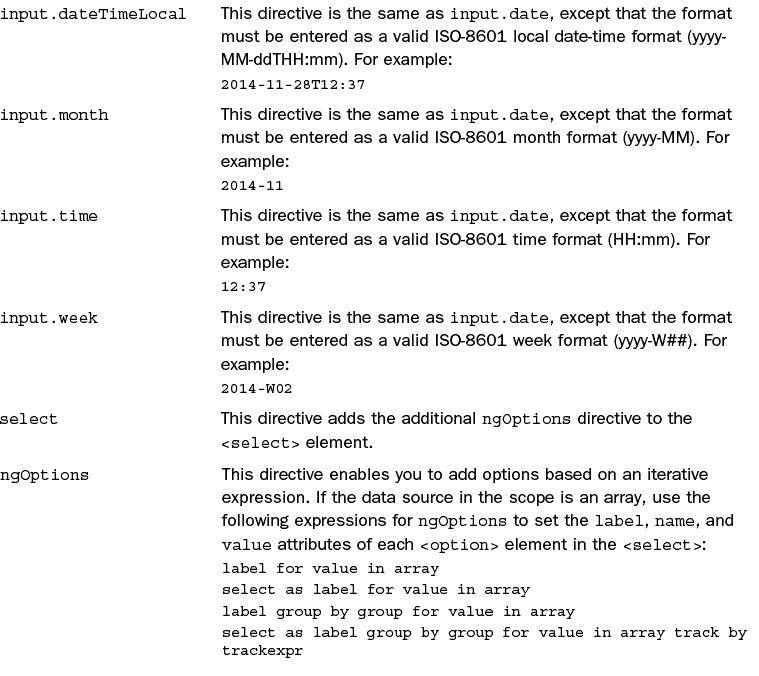 input.dateTimeLocal This directive is the same as input.date, except that the format
must be entered as a valid ISO-8601 local date-time format (yyyy-
MM-ddTHH:mm). For example:
2014-11-28T12:37
input.month This directive is the same as input.date, except that the format
must be entered as a valid ISO-8601 month format (yyyy-MM). For
example:
2014-11
input.time This directive is the same as input.date, except that the format
must be entered as a valid ISO-8601 time format (HH:mm). For
example:
12:37
input.week This directive is the same as input.date, except that the format
must be entered as a valid ISO-8601 week format (yyyy-W##). For
example:
2014-W02
select This directive adds the additional ngOptions directive to the
<select> element.
ngOptions This directive enables you to add options based on an iterative
expression. If the data source in the scope is an array, use the
following expressions for ngOptions to set the label, name, and
value attributes of each <option> element in the <select>:
label for value in array
select as label for value in array
label group by group for value in array
select as label group by group for value in array track by
trackexpr